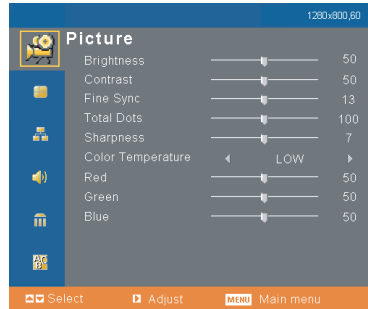 1280x800,60
Picture
Brightness 50
Contrast 50
Fine Sync 13
Total Dots 100
Sharpness 7
Color Temperature LOW
Red 50
Green 50
Blue 50
Select Adjust MENU Main menu